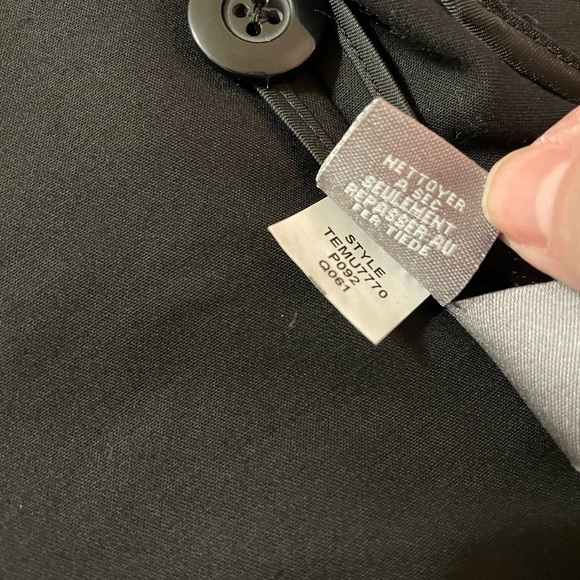 NETTOYER
A SEC
SEULEMENT
REPASSER AU
FER TIEDE
STYLE
TEMU7770
P092
Q061